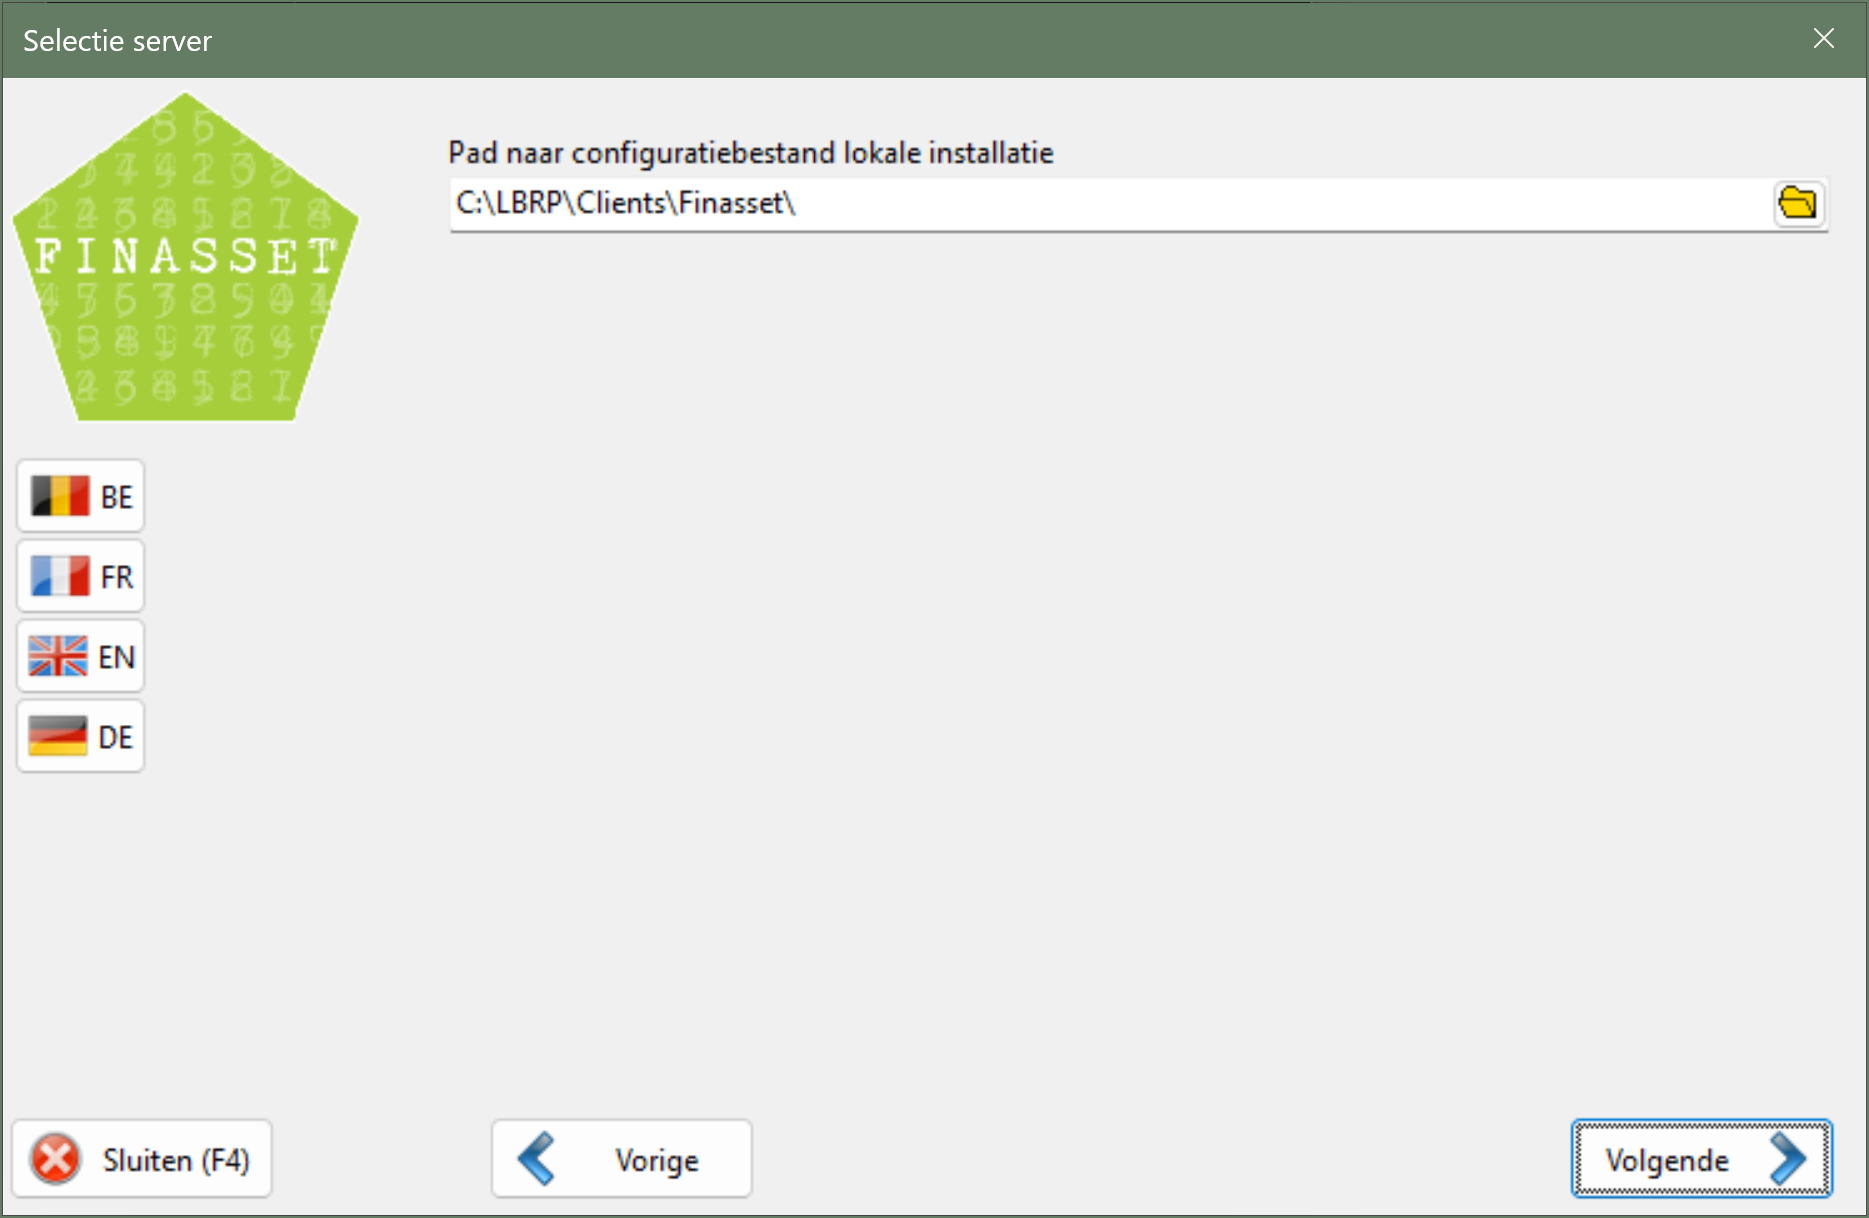 Selectie server
FINASSET
Pad naar configuratiebestand lokale installatie
C:\LBRP\Clients\Finasset\
BE
FR
EN
DE
Sluiten (F4)
Vorige
Volgende